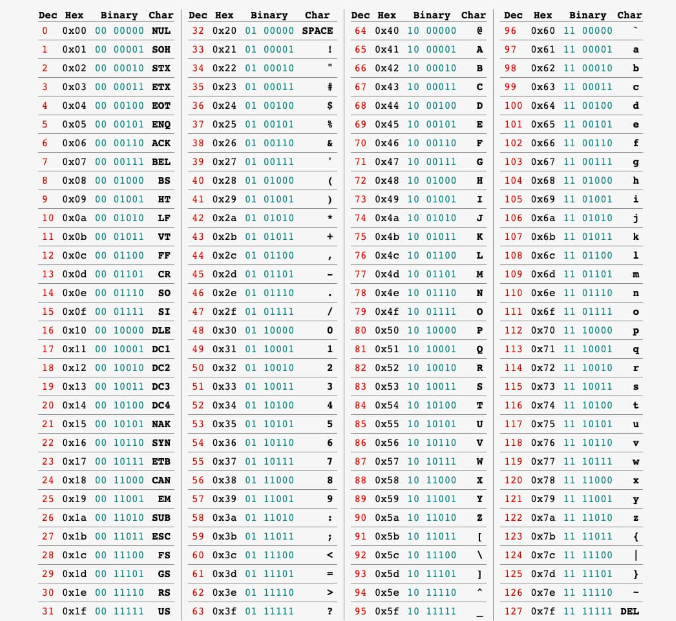 Dec Hex Binary Char Dec Hex Binary Char Dec Hex Binary Char Dec Hex Binary Char
0 0x00 00 00000 NUL 32 0x20 01 00000 SPACE 64 0x40 10 00000 @ 96 0x60 11 00000 `
1 0x01 00 00001 SOH 33 0x21 01 00001 ! 65 0x41 10 00001 A 97 0x61 11 00001 a
2 0x02 00 00010 STX 34 0x22 01 00010 " 66 0x42 10 00010 B 98 0x62 11 00010 b
3 0x03 00 00011 ETX 35 0x23 01 00011 # 67 0x43 10 00011 C 99 0x63 11 00011 c
4 0x04 00 00100 EOT 36 0x24 01 00100 $ 68 0x44 10 00100 D 100 0x64 11 00100 d
5 0x05 00 00101 ENQ 37 0x25 01 00101 % 69 0x45 10 00101 E 101 0x65 11 00101 e
6 0x06 00 00110 ACK 38 0x26 01 00110 & 70 0x46 10 00110 F 102 0x66 11 00110 f
7 0x07 00 00111 BEL 39 0x27 01 00111 ' 71 0x47 10 00111 G 103 0x67 11 00111 g
8 0x08 00 01000 BS 40 0x28 01 01000 ( 72 0x48 10 01000 H 104 0x68 11 01000 h
9 0x09 00 01001 HT 41 0x29 01 01001 ) 73 0x49 10 01001 I 105 0x69 11 01001 i
10 0x0a 00 01010 LF 42 0x2a 01 01010 * 74 0x4a 10 01010 J 106 0x6a 11 01010 j
11 0x0b 00 01011 VT 43 0x2b 01 01011 + 75 0x4b 10 01011 K 107 0x6b 11 01011 k
12 0x0c 00 01100 FF 44 0x2c 01 01100 , 76 0x4c 10 01100 L 108 0x6c 11 01100 l
13 0x0d 00 01101 CR 45 0x2d 01 01101 - 77 0x4d 10 01101 M 109 0x6d 11 01101 m
14 0x0e 00 01110 SO 46 0x2e 01 01110 . 78 0x4e 10 01110 N 110 0x6e 11 01110 n
15 0x0f 00 01111 SI 47 0x2f 01 01111 / 79 0x4f 10 01111 O 111 0x6f 11 01111 o
16 0x10 00 10000 DLE 48 0x30 01 10000 0 80 0x50 10 10000 P 112 0x70 11 10000 p
17 0x11 00 10001 DC1 49 0x31 01 10001 1 81 0x51 10 10001 Q 113 0x71 11 10001 q
18 0x12 00 10010 DC2 50 0x32 01 10010 2 82 0x52 10 10010 R 114 0x72 11 10010 r
19 0x13 00 10011 DC3 51 0x33 01 10011 3 83 0x53 10 10011 S 115 0x73 11 10011 s
20 0x14 00 10100 DC4 52 0x34 01 10100 4 84 0x54 10 10100 T 116 0x74 11 10100 t
21 0x15 00 10101 NAK 53 0x35 01 10101 5 85 0x55 10 10101 U 117 0x75 11 10101 u
22 0x16 00 10110 SYN 54 0x36 01 10110 6 86 0x56 10 10110 V 118 0x76 11 10110 v
23 0x17 00 10111 ETB 55 0x37 01 10111 7 87 0x57 10 10111 W 119 0x77 11 10111 w
24 0x18 00 11000 CAN 56 0x38 01 11000 8 88 0x58 10 11000 X 120 0x78 11 11000 x
25 0x19 00 11001 EM 57 0x39 01 11001 9 89 0x59 10 11001 Y 121 0x79 11 11001 y
26 0x1a 00 11010 SUB 58 0x3a 01 11010 : 90 0x5a 10 11010 Z 122 0x7a 11 11010 z
27 0x1b 00 11011 ESC 59 0x3b 01 11011 ; 91 0x5b 10 11011 [ 123 0x7b 11 11011 {
28 0x1c 00 11100 FS 60 0x3c 01 11100 < 92 0x5c 10 11100 \ 124 0x7c 11 11100 |
29 0x1d 00 11101 GS 61 0x3d 01 11101 = 93 0x5d 10 11101 ] 125 0x7d 11 11101 }
30 0x1e 00 11110 RS 62 0x3e 01 11110 > 94 0x5e 10 11110 ^ 126 0x7e 11 11110 ~
31 0x1f 00 11111 US 63 0x3f 01 11111 ? 95 0x5f 10 11111 _ 127 0x7f 11 11111 DEL